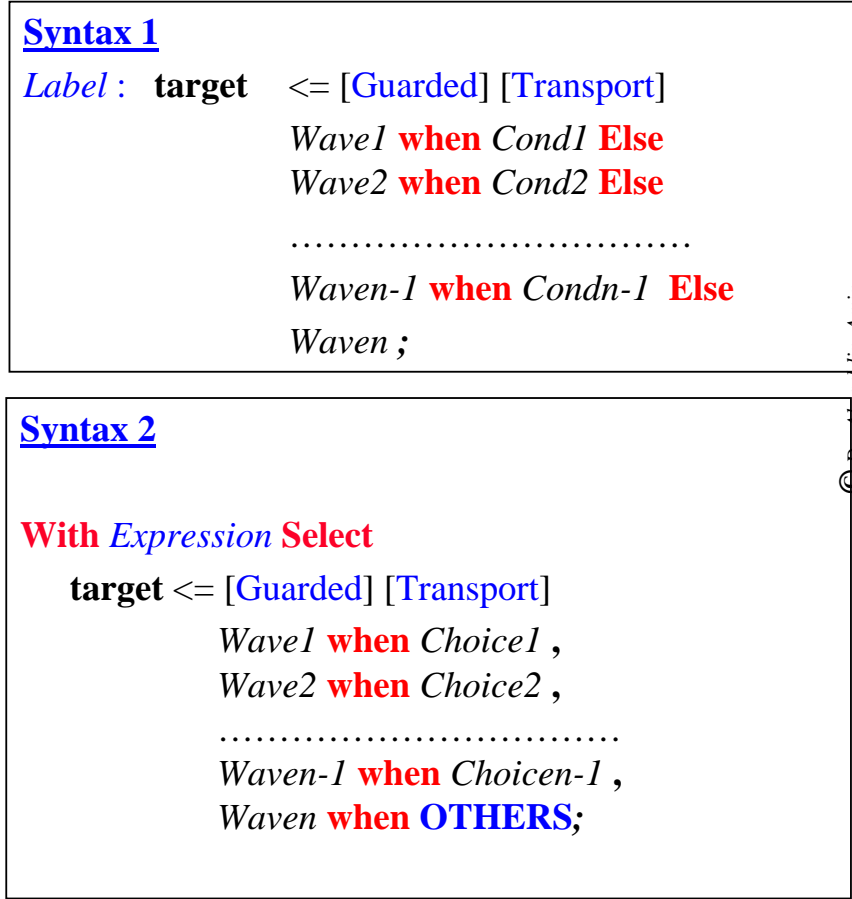 Syntax 1
Label : target <= [Guarded] [Transport]
Wave1 when Cond1 Else
Wave2 when Cond2 Else
……………………………
Waven-1 when Condn-1 Else
Waven ;
Syntax 2
With Expression Select
target <= [Guarded] [Transport]
Wave1 when Choice1 ,
Wave2 when Choice2 ,
……………………………
Waven-1 when Choicen-1 ,
Waven when OTHERS;